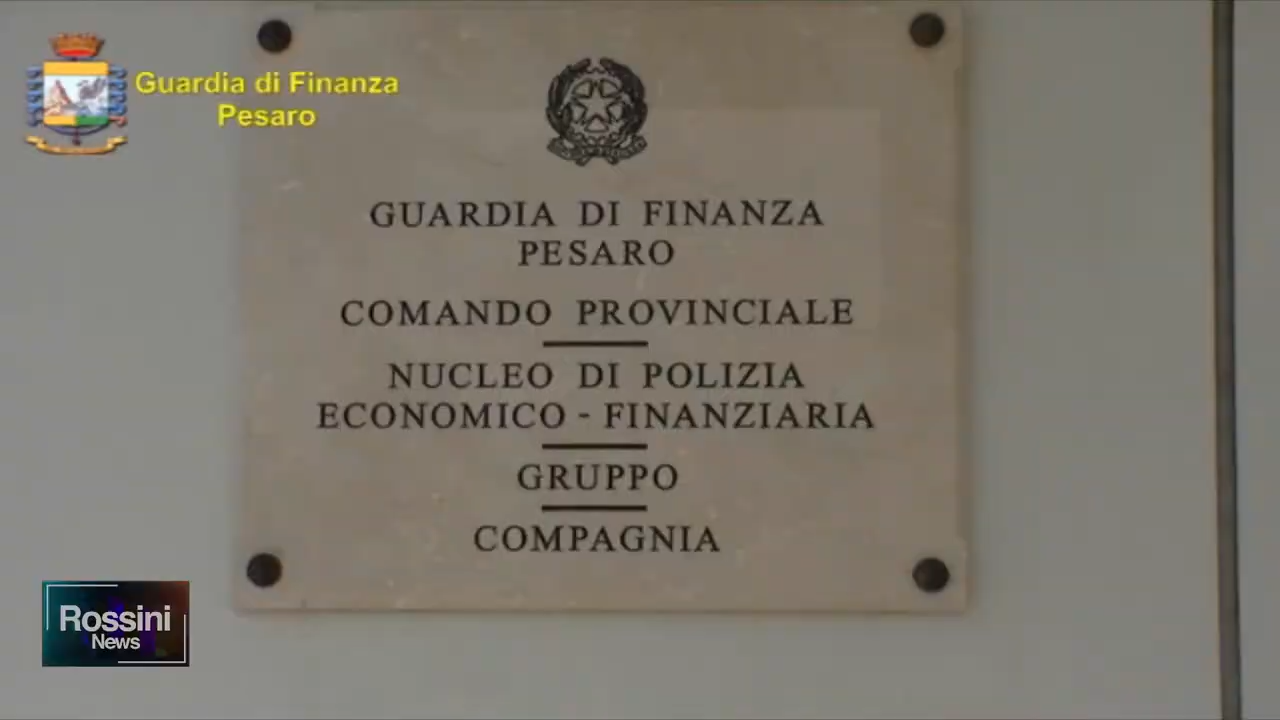 Guardia di Finanza
Pesaro
GUARDIA DI FINANZA
PESARO
COMANDO PROVINCIALE
NUCLEO DI POLIZIA
ECONOMICO - FINANZIARIA
GRUPPO
COMPAGNIA
Rossini
News